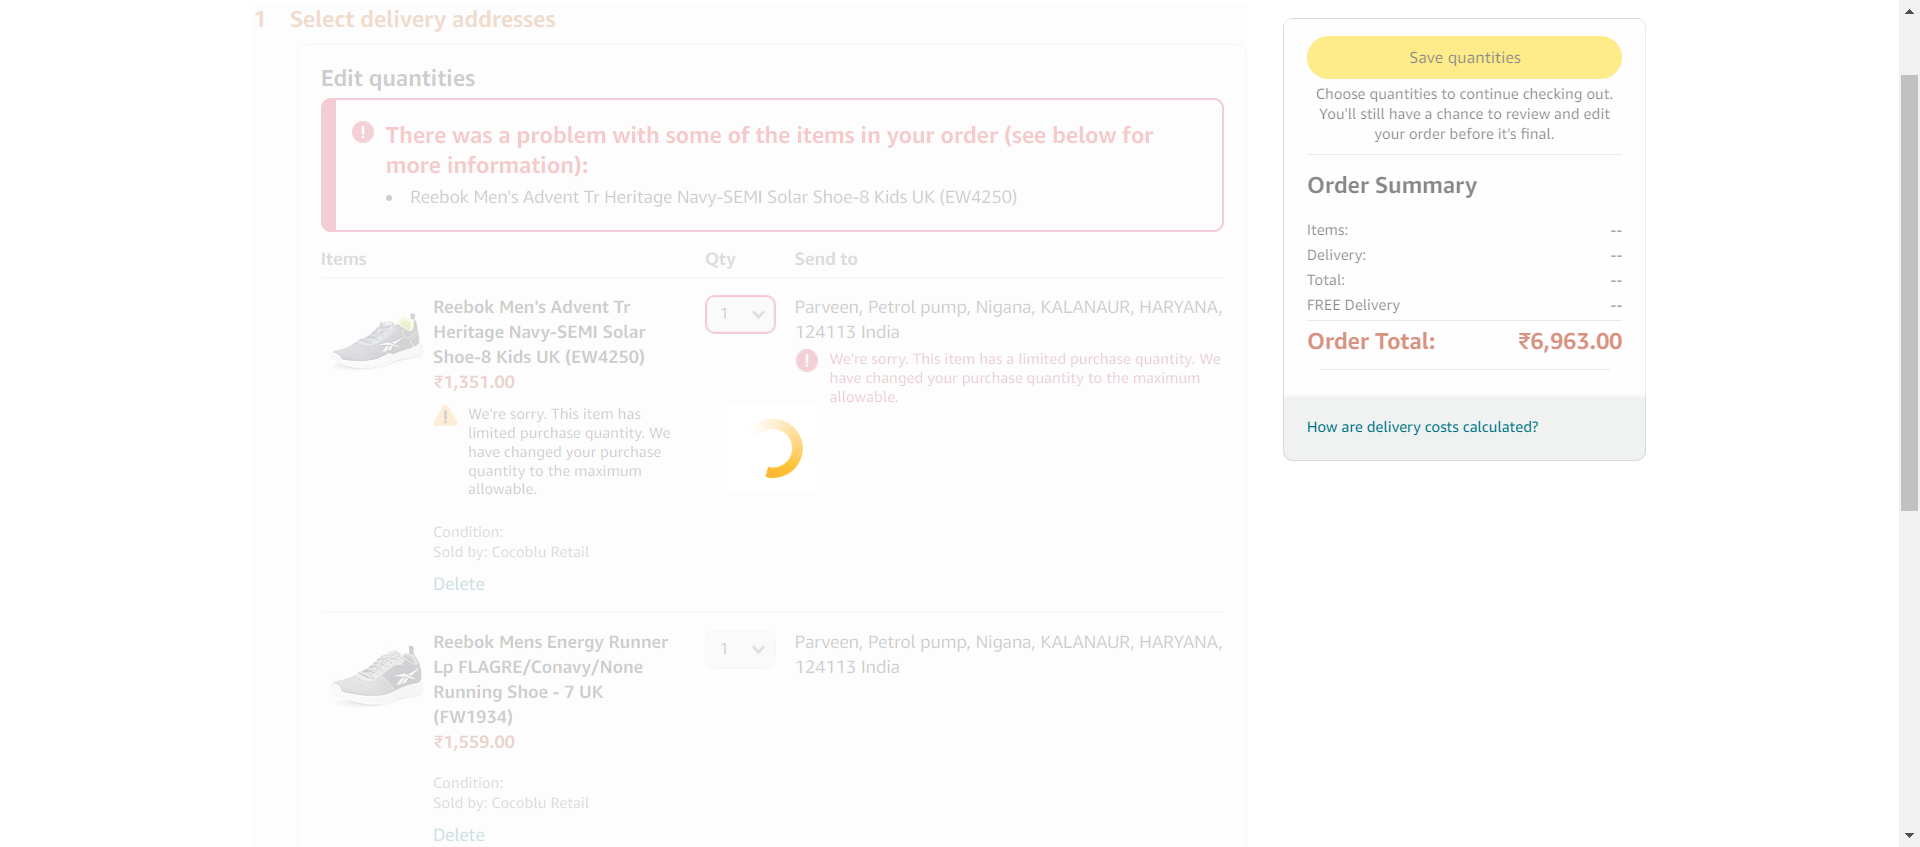 1 Select delivery addresses
Edit quantities
There was a problem with some of the items in your order (see below for
more information):
• Reebok Men's Advent Tr Heritage Navy-SEMI Solar Shoe-8 Kids UK (EW4250)
Items Qty Send to
Reebok Men's Advent Tr
Heritage Navy-SEMI Solar
Shoe-8 Kids UK (EW4250)
₹1,351.00
We're sorry. This item has
limited purchase quantity. We
have changed your purchase
quantity to the maximum
allowable.
Condition:
Sold by: Cocoblu Retail
Delete
1
Parveen, Petrol pump, Nigana, KALANAUR, HARYANA,
124113 India
We're sorry. This item has a limited purchase quantity. We
have changed your purchase quantity to the maximum
allowable.
Reebok Mens Energy Runner
Lp FLAGRE/Conavy/None
Running Shoe - 7 UK
(FW1934)
₹1,559.00
Condition:
Sold by: Cocoblu Retail
Delete
1
Parveen, Petrol pump, Nigana, KALANAUR, HARYANA,
124113 India
Save quantities
Choose quantities to continue checking out.
You'll still have a chance to review and edit
your order before it's final.
Order Summary
Items: --
Delivery: --
Total: --
FREE Delivery --
Order Total: ₹6,963.00
How are delivery costs calculated?